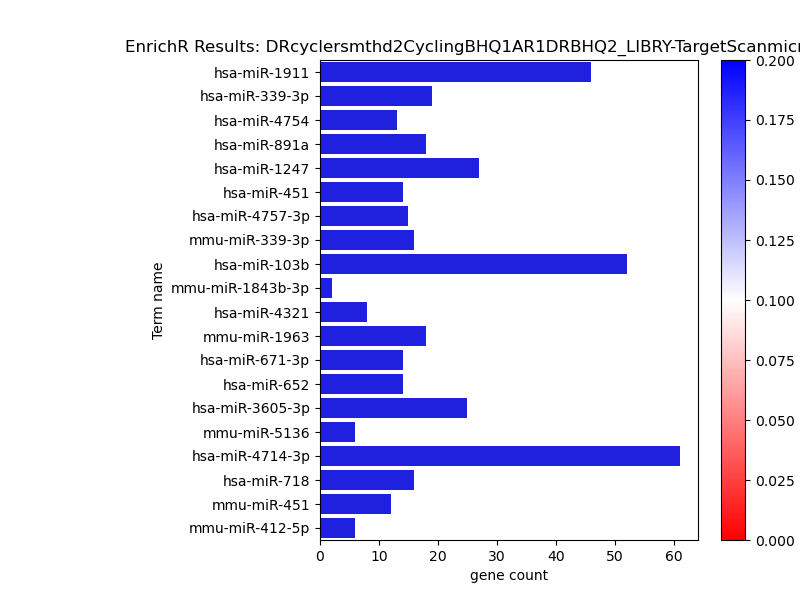 EnrichR Results: DRcyclersmthd2CyclingBHQ1AR1DRBHQ2_LIBRY-TargetScanmicr
hsa-miR-1911
hsa-miR-339-3p
hsa-miR-4754
hsa-miR-891a
hsa-miR-1247
hsa-miR-451
hsa-miR-4757-3p
mmu-miR-339-3p
hsa-miR-103b
mmu-miR-1843b-3p
hsa-miR-4321
mmu-miR-1963
hsa-miR-671-3p
hsa-miR-652
hsa-miR-3605-3p
mmu-miR-5136
hsa-miR-4714-3p
hsa-miR-718
mmu-miR-451
mmu-miR-412-5p
Term name
0 10 20 30 40 50 60
gene count
0.200
0.175
0.150
0.125
0.100
0.075
0.050
0.025
0.000